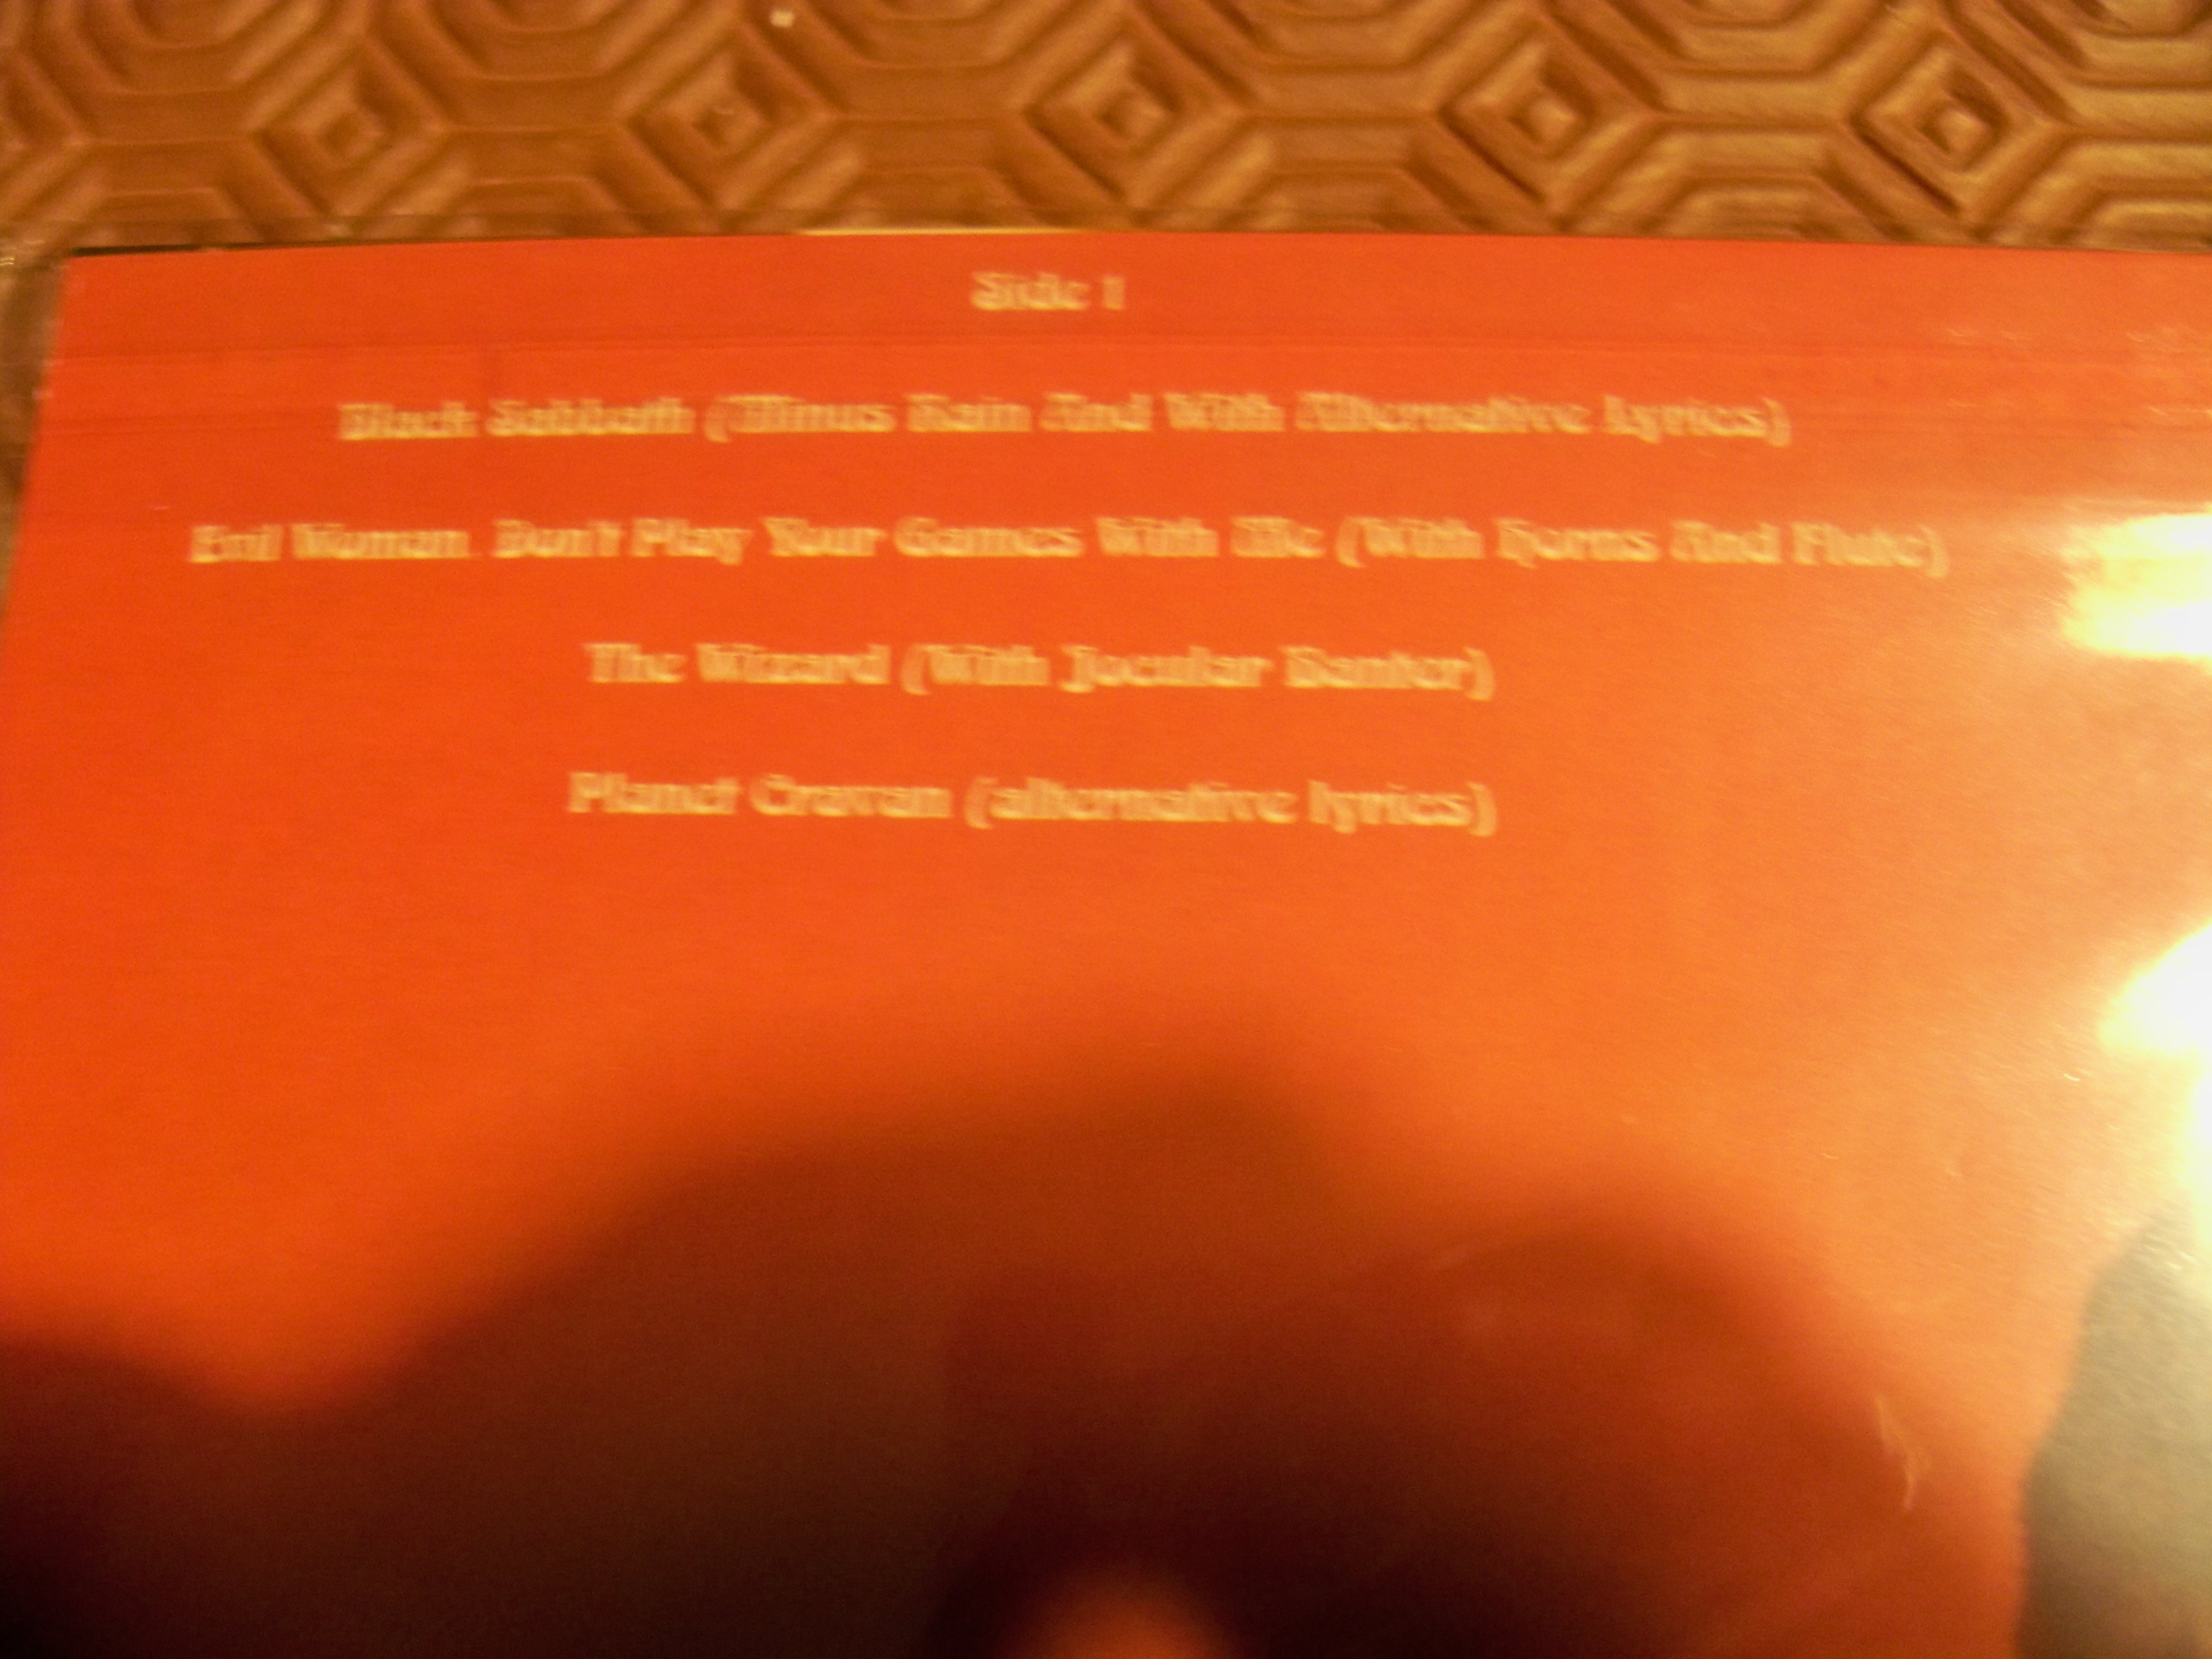 Side 1
Black Sabbath (Minus Rain And With Alternative Lyrics)
Evil Woman. Don't Play Your Games With Me (With Horns And Flute)
The Wizard (With Jocular Banter)
Planet Cravan (alternative lyrics)